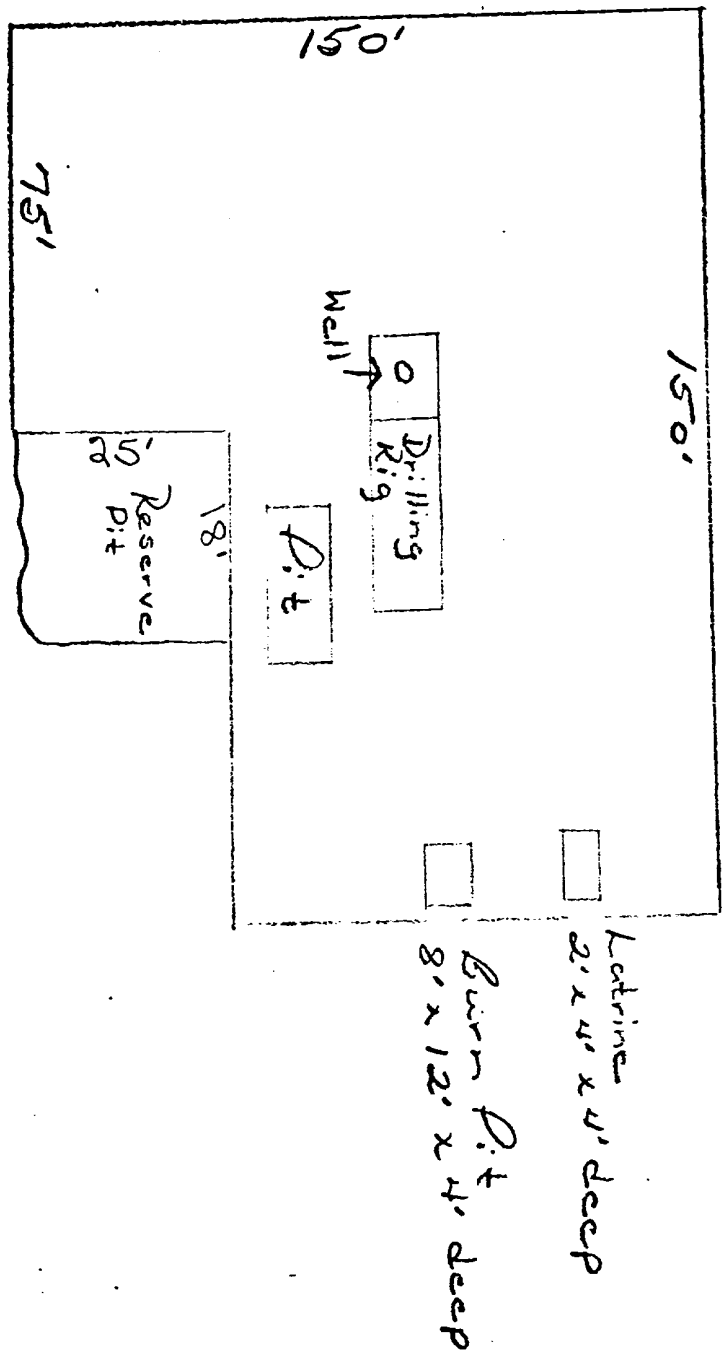 150'
150'
75'
Well
O
Drilling
Rig
Pit
25'
18'
Reserve
Pit
Latrine
2' x 4' x 4' deep
Burn Pit
8' x 12' x 4' deep